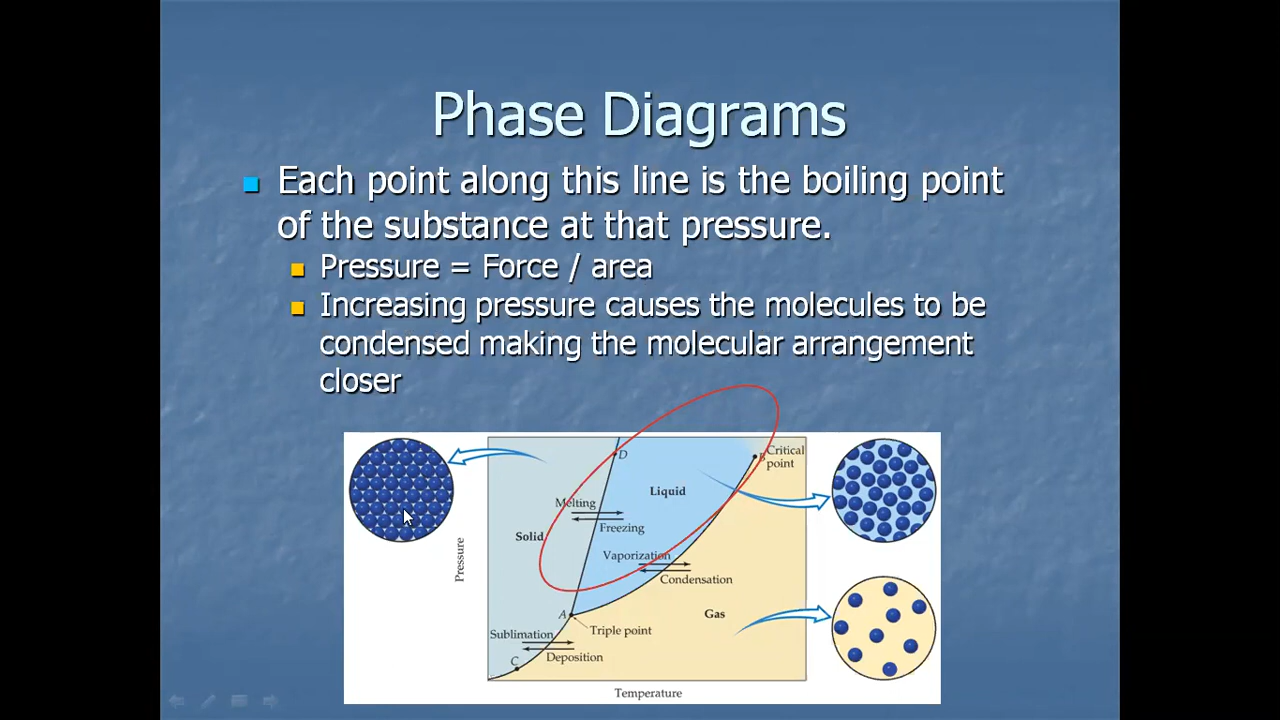 Phase Diagrams
Each point along this line is the boiling point
of the substance at that pressure.
Pressure = Force / area
Increasing pressure causes the molecules to be
condensed making the molecular arrangement
closer
D
B
Critical
point
Liquid
Melting
Freezing
Solid
Vaporization
Condensation
Pressure
A
Triple point
Gas
Sublimation
Deposition
C
Temperature